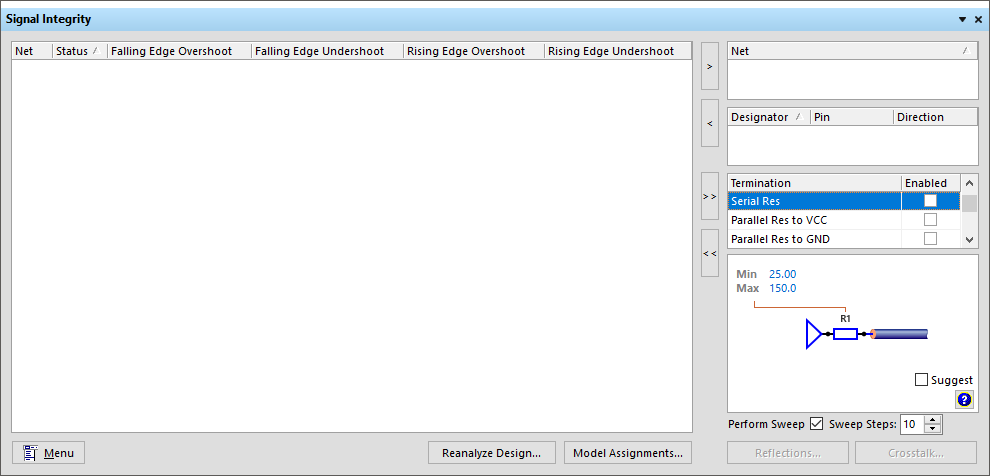 Signal Integrity
Net Status Falling Edge Overshoot Falling Edge Undershoot Rising Edge Overshoot Rising Edge Undershoot
>
<
>>
<<
Net
Designator Pin Direction
Termination Enabled
Serial Res
Parallel Res to VCC
Parallel Res to GND
Min 25.00
Max 150.0
R1
Suggest
?
Perform Sweep Sweep Steps: 10
Menu Reanalyze Design... Model Assignments... Reflections... Crosstalk...